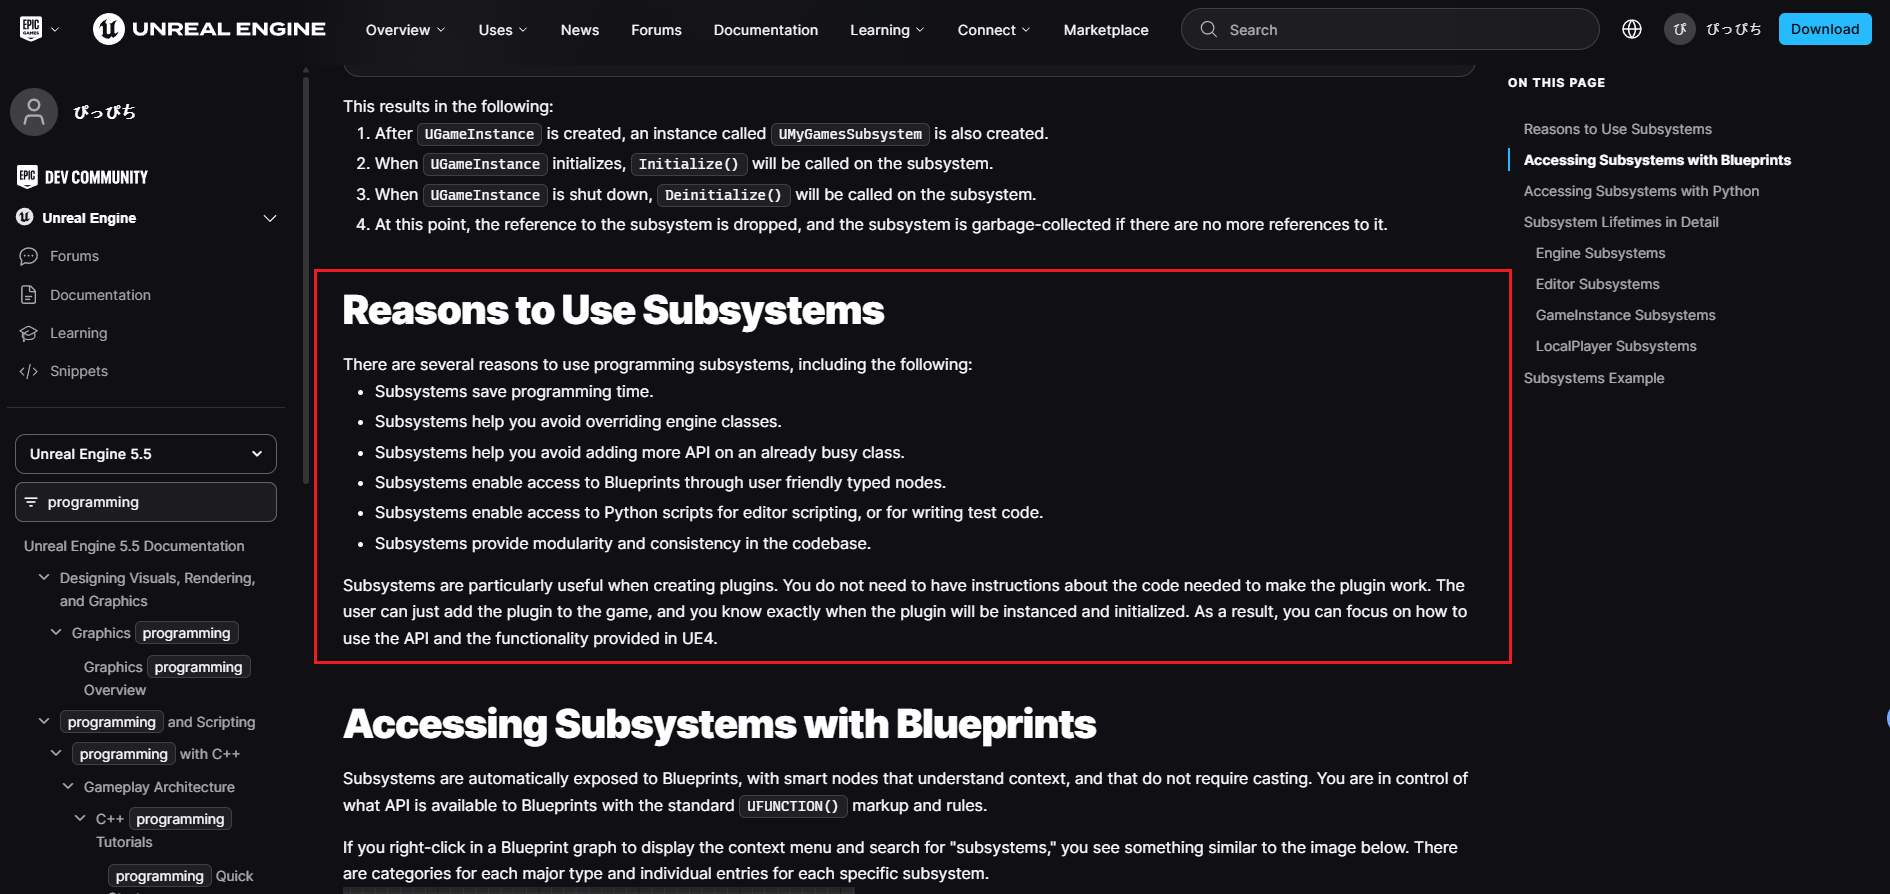 EPIC GAMES
UNREAL ENGINE
Overview
Uses
News
Forums
Documentation
Learning
Connect
Marketplace
Search
ぴ
ぴっぴち
Download
ぴっぴち
EPIC DEV COMMUNITY
Unreal Engine
Forums
Documentation
Learning
Snippets
Unreal Engine 5.5
programming
Unreal Engine 5.5 Documentation
Designing Visuals, Rendering,
and Graphics
Graphics programming
Graphics programming
Overview
programming and Scripting
programming with C++
Gameplay Architecture
C++ programming
Tutorials
programming Quick
This results in the following:
1. After UGameInstance is created, an instance called UMyGamesSubsystem is also created.
2. When UGameInstance initializes, Initialize() will be called on the subsystem.
3. When UGameInstance is shut down, Deinitialize() will be called on the subsystem.
4. At this point, the reference to the subsystem is dropped, and the subsystem is garbage-collected if there are no more references to it.
Reasons to Use Subsystems
There are several reasons to use programming subsystems, including the following:
• Subsystems save programming time.
• Subsystems help you avoid overriding engine classes.
• Subsystems help you avoid adding more API on an already busy class.
• Subsystems enable access to Blueprints through user friendly typed nodes.
• Subsystems enable access to Python scripts for editor scripting, or for writing test code.
• Subsystems provide modularity and consistency in the codebase.
Subsystems are particularly useful when creating plugins. You do not need to have instructions about the code needed to make the plugin work. The
user can just add the plugin to the game, and you know exactly when the plugin will be instanced and initialized. As a result, you can focus on how to
use the API and the functionality provided in UE4.
Accessing Subsystems with Blueprints
Subsystems are automatically exposed to Blueprints, with smart nodes that understand context, and that do not require casting. You are in control of
what API is available to Blueprints with the standard UFUNCTION() markup and rules.
If you right-click in a Blueprint graph to display the context menu and search for "subsystems," you see something similar to the image below. There
are categories for each major type and individual entries for each specific subsystem.
ON THIS PAGE
Reasons to Use Subsystems
Accessing Subsystems with Blueprints
Accessing Subsystems with Python
Subsystem Lifetimes in Detail
Engine Subsystems
Editor Subsystems
GameInstance Subsystems
LocalPlayer Subsystems
Subsystems Example